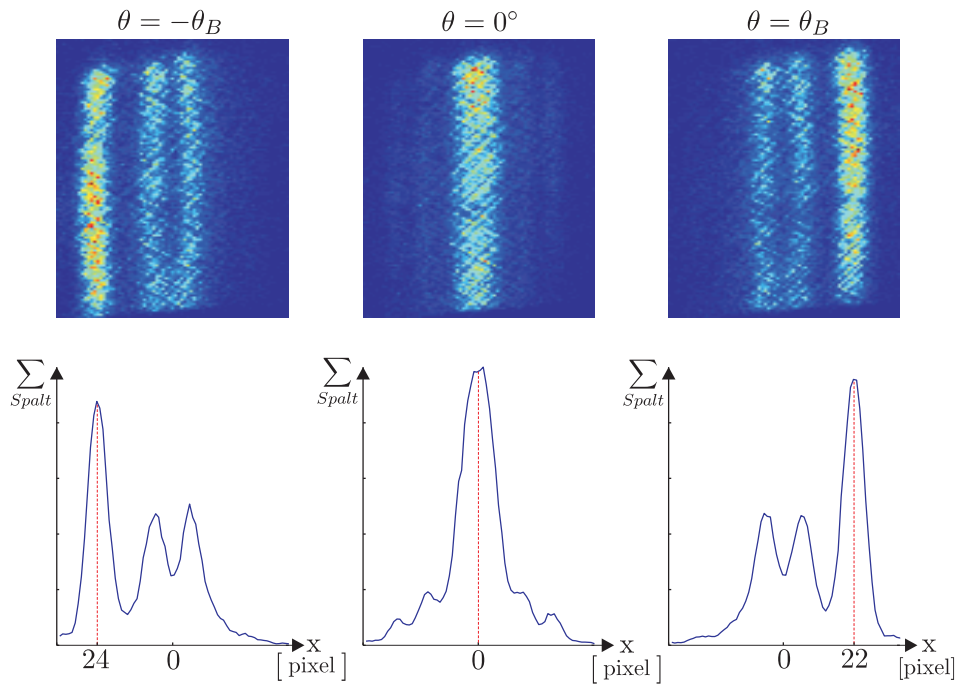 θ = −θ_B
θ = 0°
θ = θ_B
∑
Spalt
∑
Spalt
∑
Spalt
24
0
x
[ pixel ]
0
x
[ pixel ]
0
22
x
[pixel]